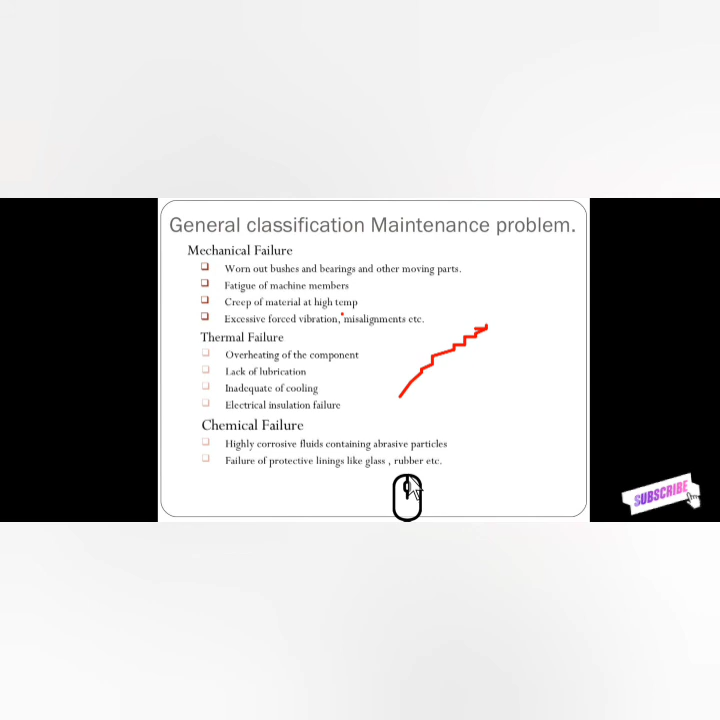 General classification Maintenance problem.
Mechanical Failure
Worn out bushes and bearings and other moving parts.
Fatigue of machine members
Creep of material at high temp
Excessive forced vibration, misalignments etc.
Thermal Failure
Overheating of the component
Lack of lubrication
Inadequate of cooling
Electrical insulation failure
Chemical Failure
Highly corrosive fluids containing abrasive particles
Failure of protective linings like glass , rubber etc.
SUBSCRIBE